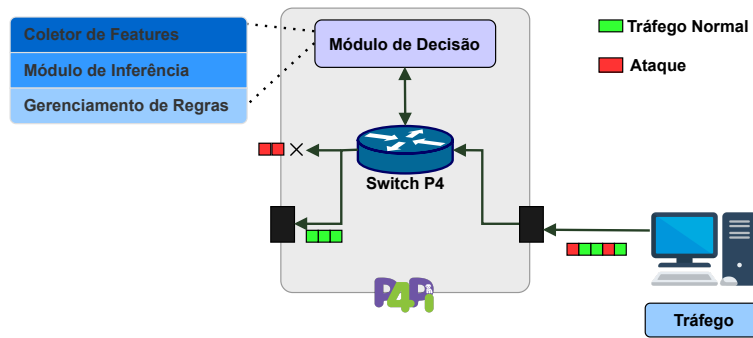 Coletor de Features
Módulo de Inferência
Gerenciamento de Regras
Módulo de Decisão
Tráfego Normal
Ataque
Switch P4
P4Pi
Tráfego